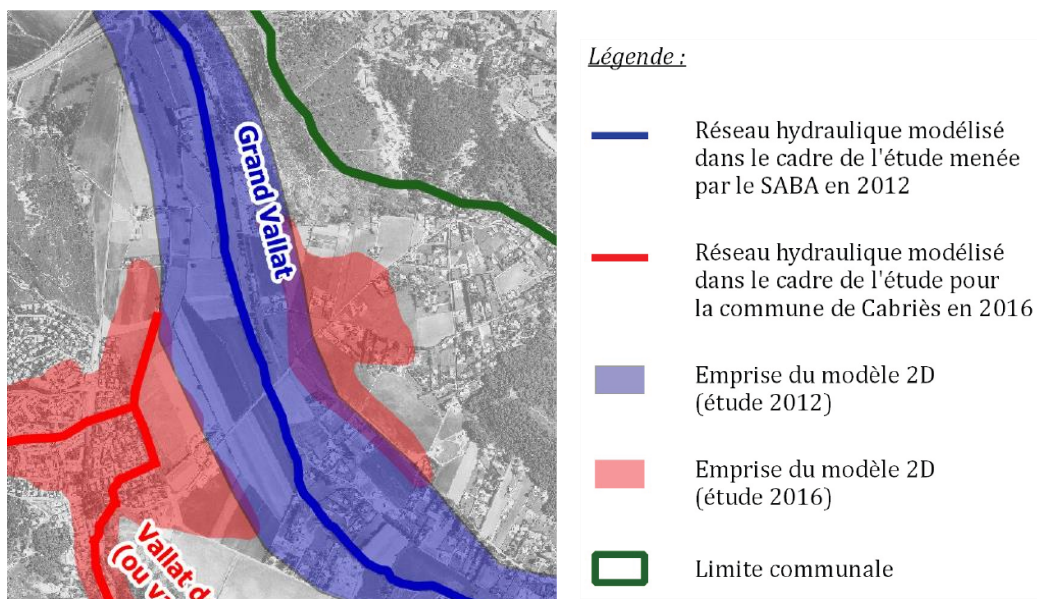 Grand Vallat
Vallat d
(ou va
Légende :
Réseau hydraulique modélisé
dans le cadre de l'étude menée
par le SABA en 2012
Réseau hydraulique modélisé
dans le cadre de l'étude pour
la commune de Cabriès en 2016
Emprise du modèle 2D
(étude 2012)
Emprise du modèle 2D
(étude 2016)
Limite communale